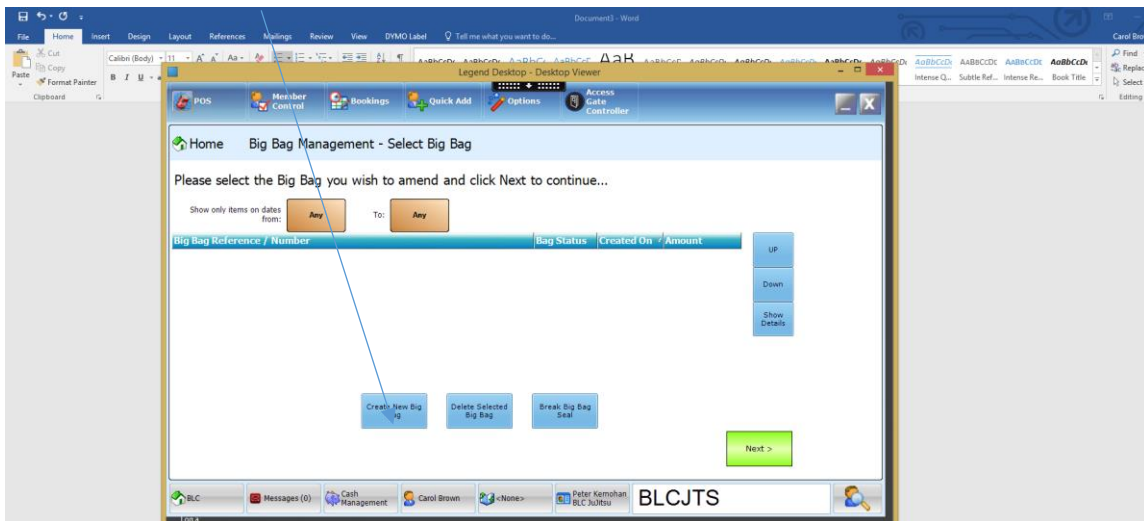 Document3 - Word
File Home Insert Design Layout References Mailings Review View DYMO Label Tell me what you want to do...
Carol Bro
Cut
Copy
Format Painter
Paste
Clipboard
Calibri (Body) 11
B I U
Find
Replac
Select
Editing
AaBbCcDc AABBCCDC AABBCCDC AaBbCcDc
Intense Q... Subtle Ref... Intense Re... Book Title
Legend Desktop - Desktop Viewer
POS
Member Control
Bookings
Quick Add
Options
Access Gate Controller
Home Big Bag Management - Select Big Bag
Please select the Big Bag you wish to amend and click Next to continue...
Show only items on dates
from:
Any
To:
Any
Big Bag Reference / Number Bag Status Created On Amount
UP
Down
Show
Details
Create New Big
Delete Selected
Big Bag
Break Big Bag
Seal
Next >
BLC
Messages (0)
Cash
Management
Carol Brown
<None>
Peter Kernohan
BLC JuJitsu
BLCJTS